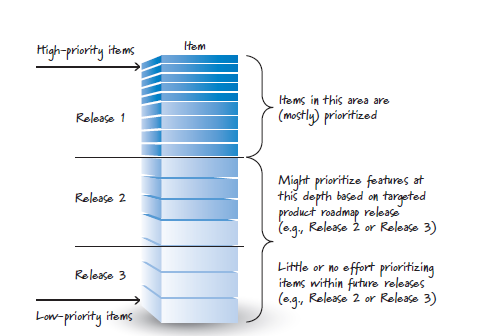 High-priority items
Item
Release 1
Items in this area are
(mostly) prioritized
Release 2
Might prioritize features at
this depth based on targeted
product roadmap release
(e.g., Release 2 or Release 3)
Release 3
Little or no effort prioritizing
items within future releases
(e.g., Release 2 or Release 3)
Low-priority items